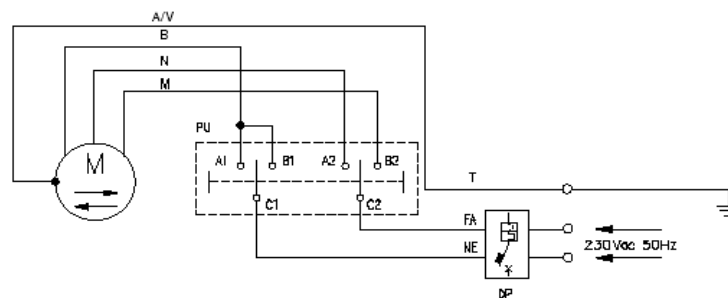 A/V
B
N
M
PU
A1 B1 A2 B2
M
C1 C2
T
FA
NE
230Vac 50Hz
DP